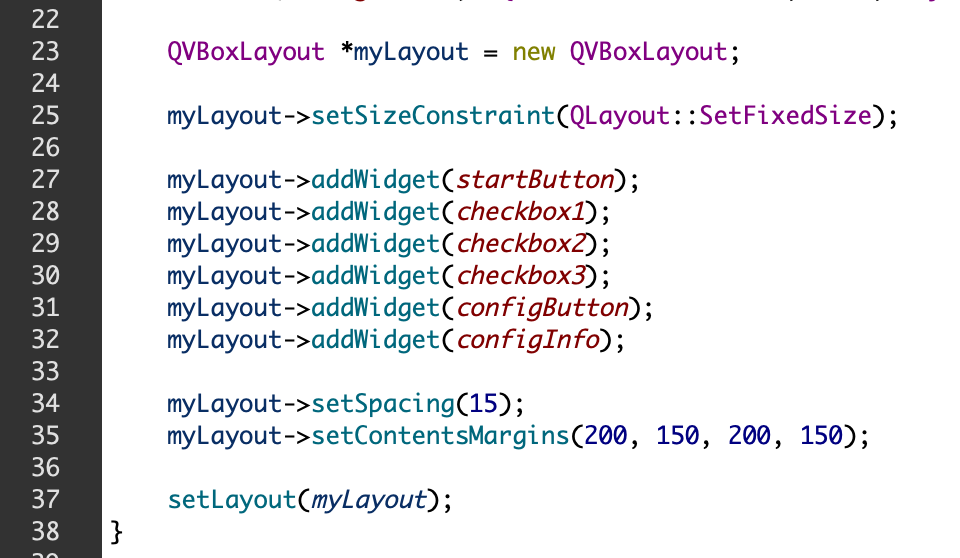 22
23 QVBoxLayout *myLayout = new QVBoxLayout;
24
25 myLayout->setSizeConstraint(QLayout::SetFixedSize);
26
27 myLayout->addWidget(startButton);
28 myLayout->addWidget(checkbox1);
29 myLayout->addWidget(checkbox2);
30 myLayout->addWidget(checkbox3);
31 myLayout->addWidget(configButton);
32 myLayout->addWidget(configInfo);
33
34 myLayout->setSpacing(15);
35 myLayout->setContentsMargins(200, 150, 200, 150);
36
37 setLayout(myLayout);
38 }